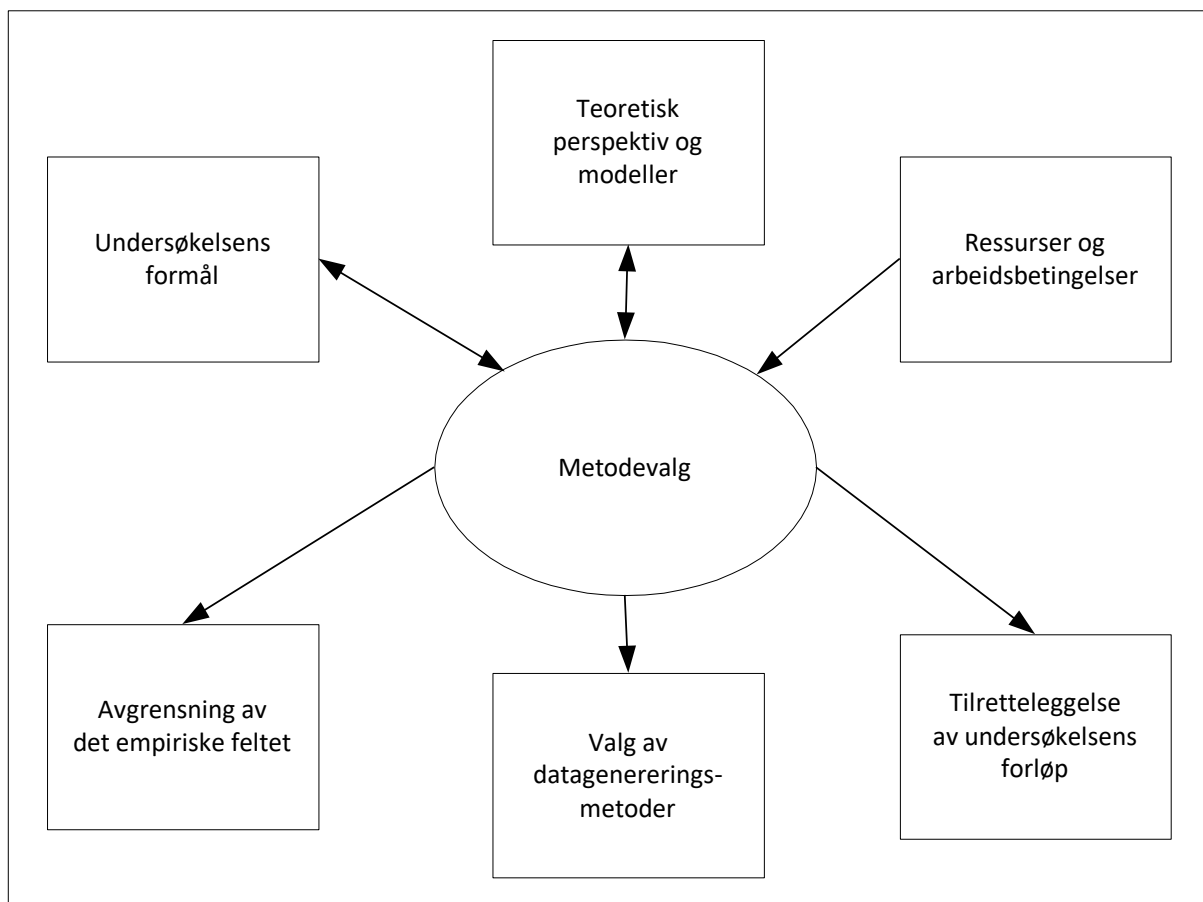 Teoretisk
perspektiv og
modeller
Undersøkelsens
formål
Ressurser og
arbeidsbetingelser
Metodevalg
Avgrensning av
det empiriske feltet
Valg av
datagenererings-
metoder
Tilretteleggelse
av undersøkelsens
forløp